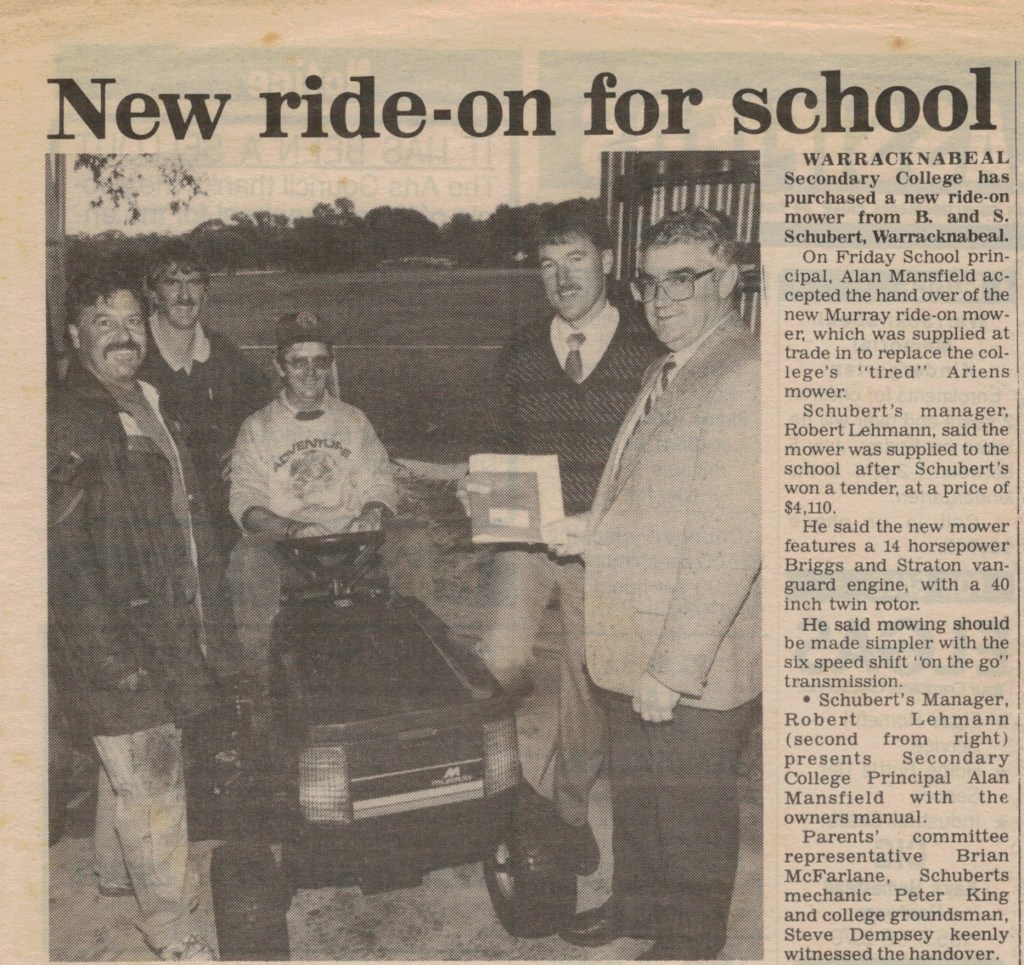 New ride-on for school
WARRACKNABEAL
Secondary College has
purchased a new ride-on
mower from B. and S.
Schubert, Warracknabeal.
On Friday School prin-
cipal, Alan Mansfield ac-
cepted the hand over of the
new Murray ride-on mow-
er, which was supplied at
trade in to replace the col-
lege's "tired" Ariens
mower.
Schubert's manager,
Robert Lehmann, said the
mower was supplied to the
school after Schubert's
won a tender, at a price of
$4,110.
He said the new mower
features a 14 horsepower
Briggs and Straton van-
guard engine, with a 40
inch twin rotor.
He said mowing should
be made simpler with the
six speed shift "on the go"
transmission.
• Schubert's Manager,
Robert Lehmann
(second from right)
presents Secondary
College Principal Alan
Mansfield with the
owners manual.
Parents' committee
representative Brian
McFarlane, Schuberts
mechanic Peter King
and college groundsman,
Steve Dempsey keenly
witnessed the handover.
ADVENTURE
M